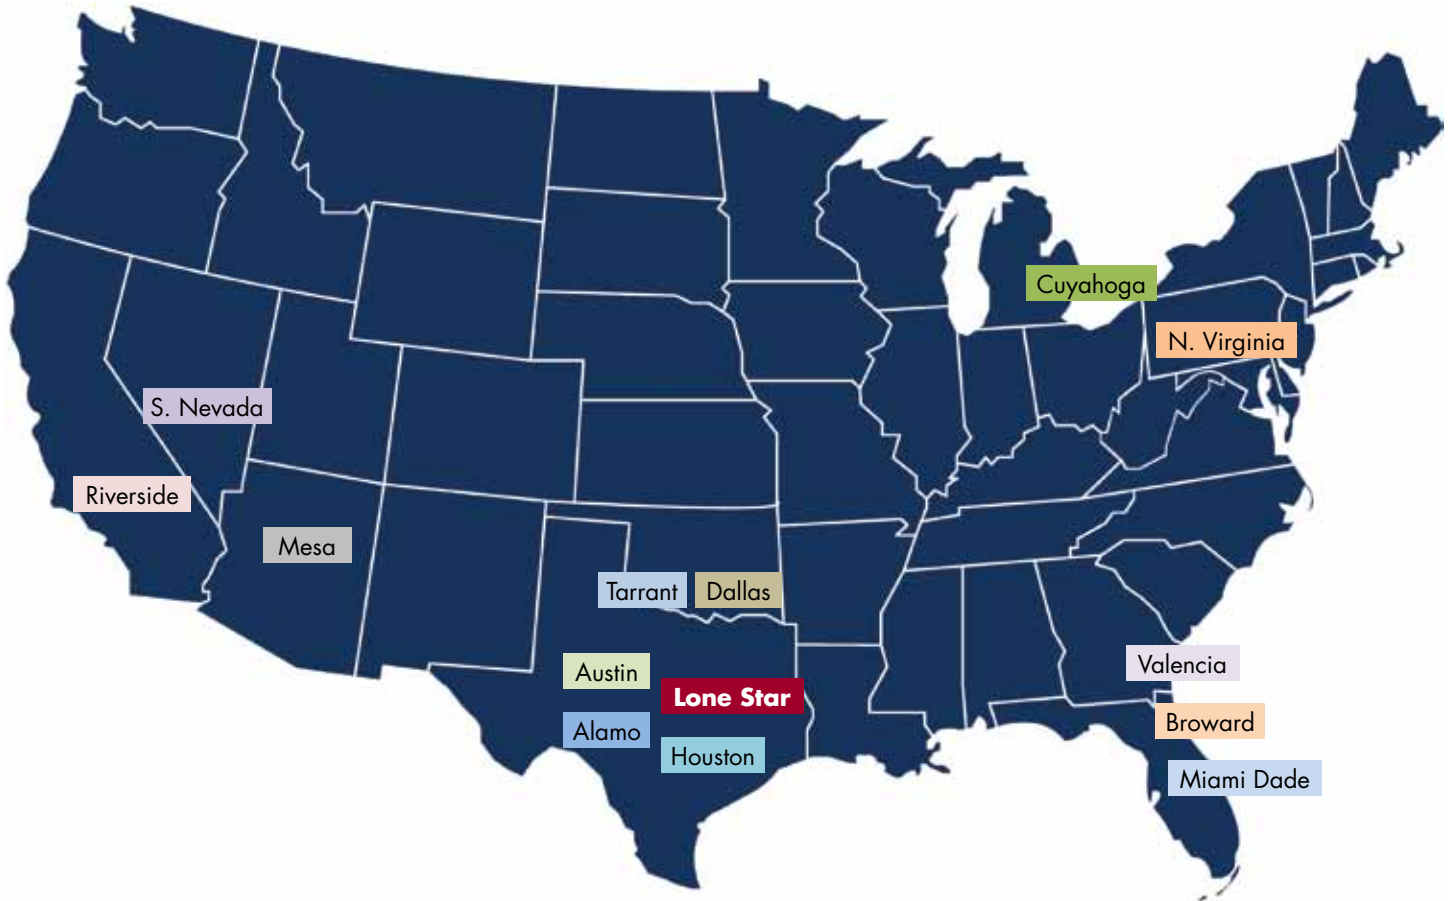 Cuyahoga
N. Virginia
S. Nevada
Riverside
Mesa
Tarrant
Dallas
Austin
Lone Star
Alamo
Houston
Valencia
Broward
Miami Dade